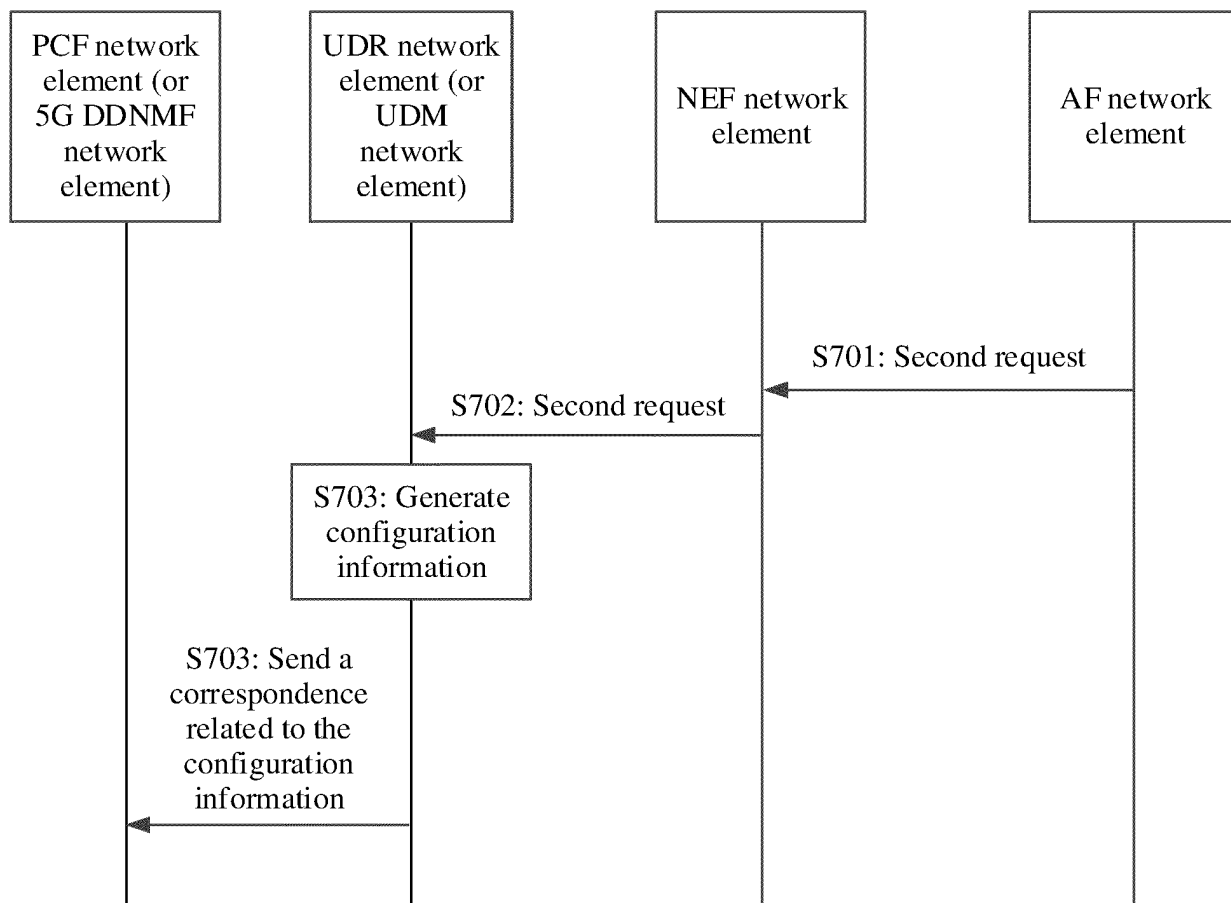 PCF network
element (or
5G DDNMF
network
element)
UDR network
element (or
UDM
network
element)
NEF network
element
AF network
element
S701: Second request
S702: Second request
S703: Generate
configuration
information
S703: Send a
correspondence
related to the
configuration
information